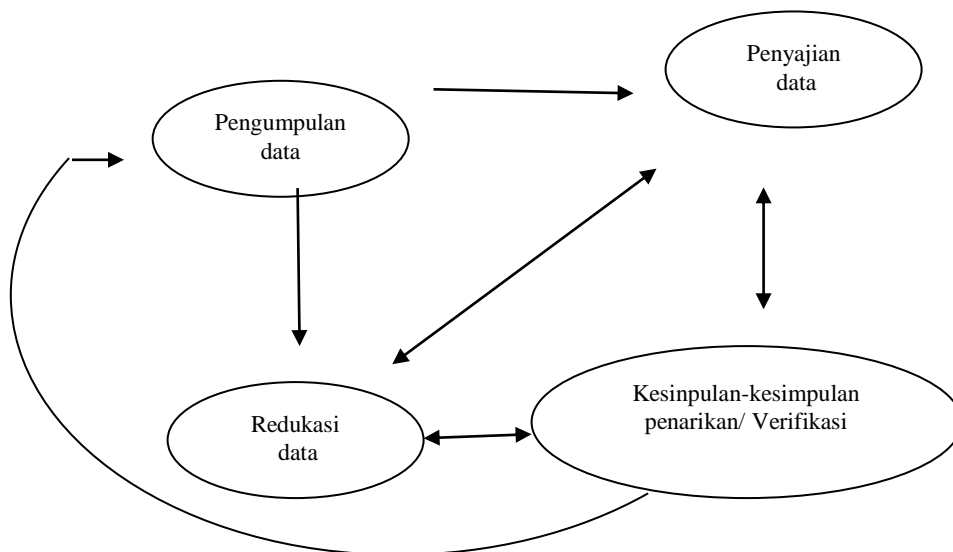 Penyajian
data
Pengumpulan
data
Kesinpulan-kesimpulan
penarikan/ Verifikasi
Redukasi
data